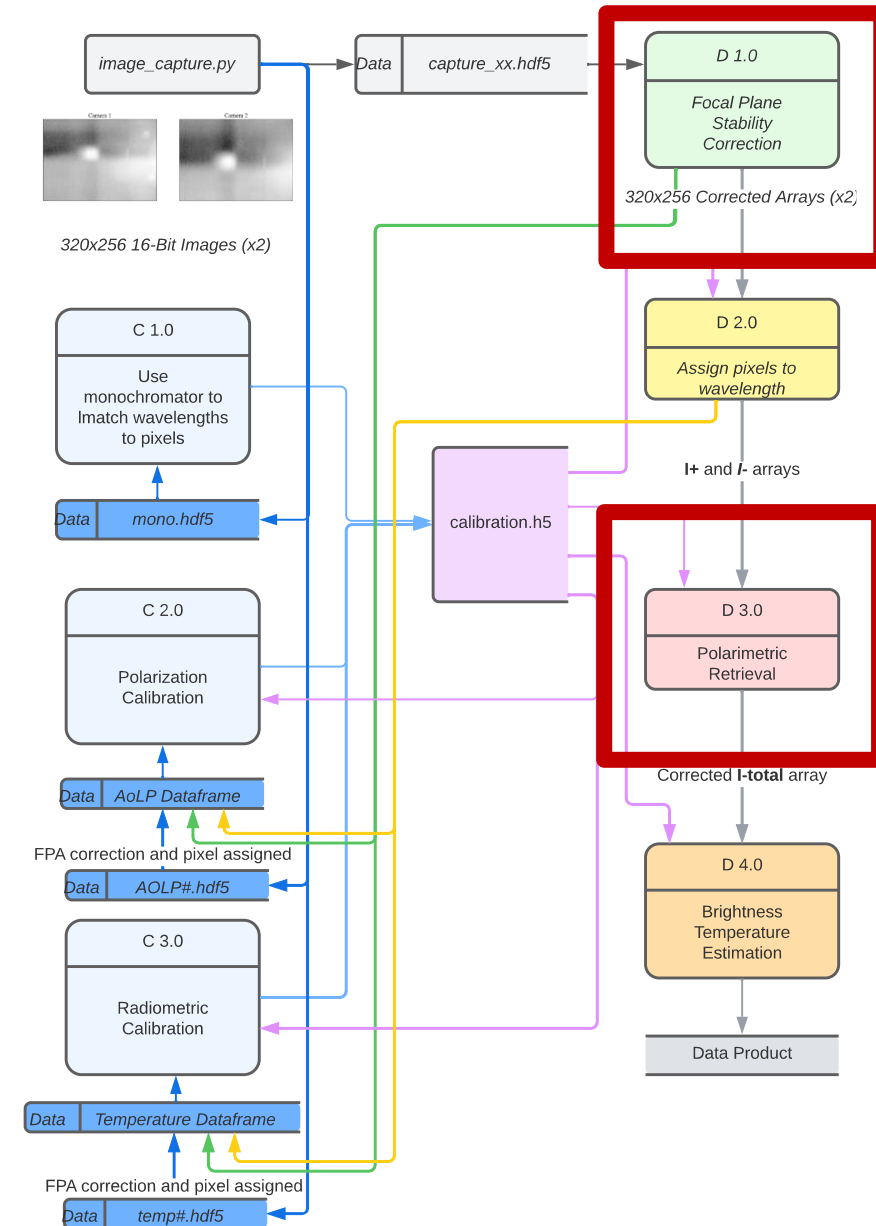 image_capture.py
Data
capture_xx.hdf5
D 1.0
Focal Plane
Stability
Correction
Camera 1
Camera 2
320x256 Corrected Arrays (x2)
320x256 16-Bit Images (x2)
C 1.0
Use
monochromator to
lmatch wavelengths
to pixels
D 2.0
Assign pixels to
wavelength
I+ and I- arrays
Data
mono.hdf5
calibration.h5
C 2.0
Polarization
Calibration
D 3.0
Polarimetric
Retrieval
Corrected I-total array
Data
AoLP Dataframe
FPA correction and pixel assigned
Data
AOLP#.hdf5
D 4.0
Brightness
Temperature
Estimation
C 3.0
Radiometric
Calibration
Data Product
Data
Temperature Dataframe
FPA correction and pixel assigned
Data
temp#.hdf5